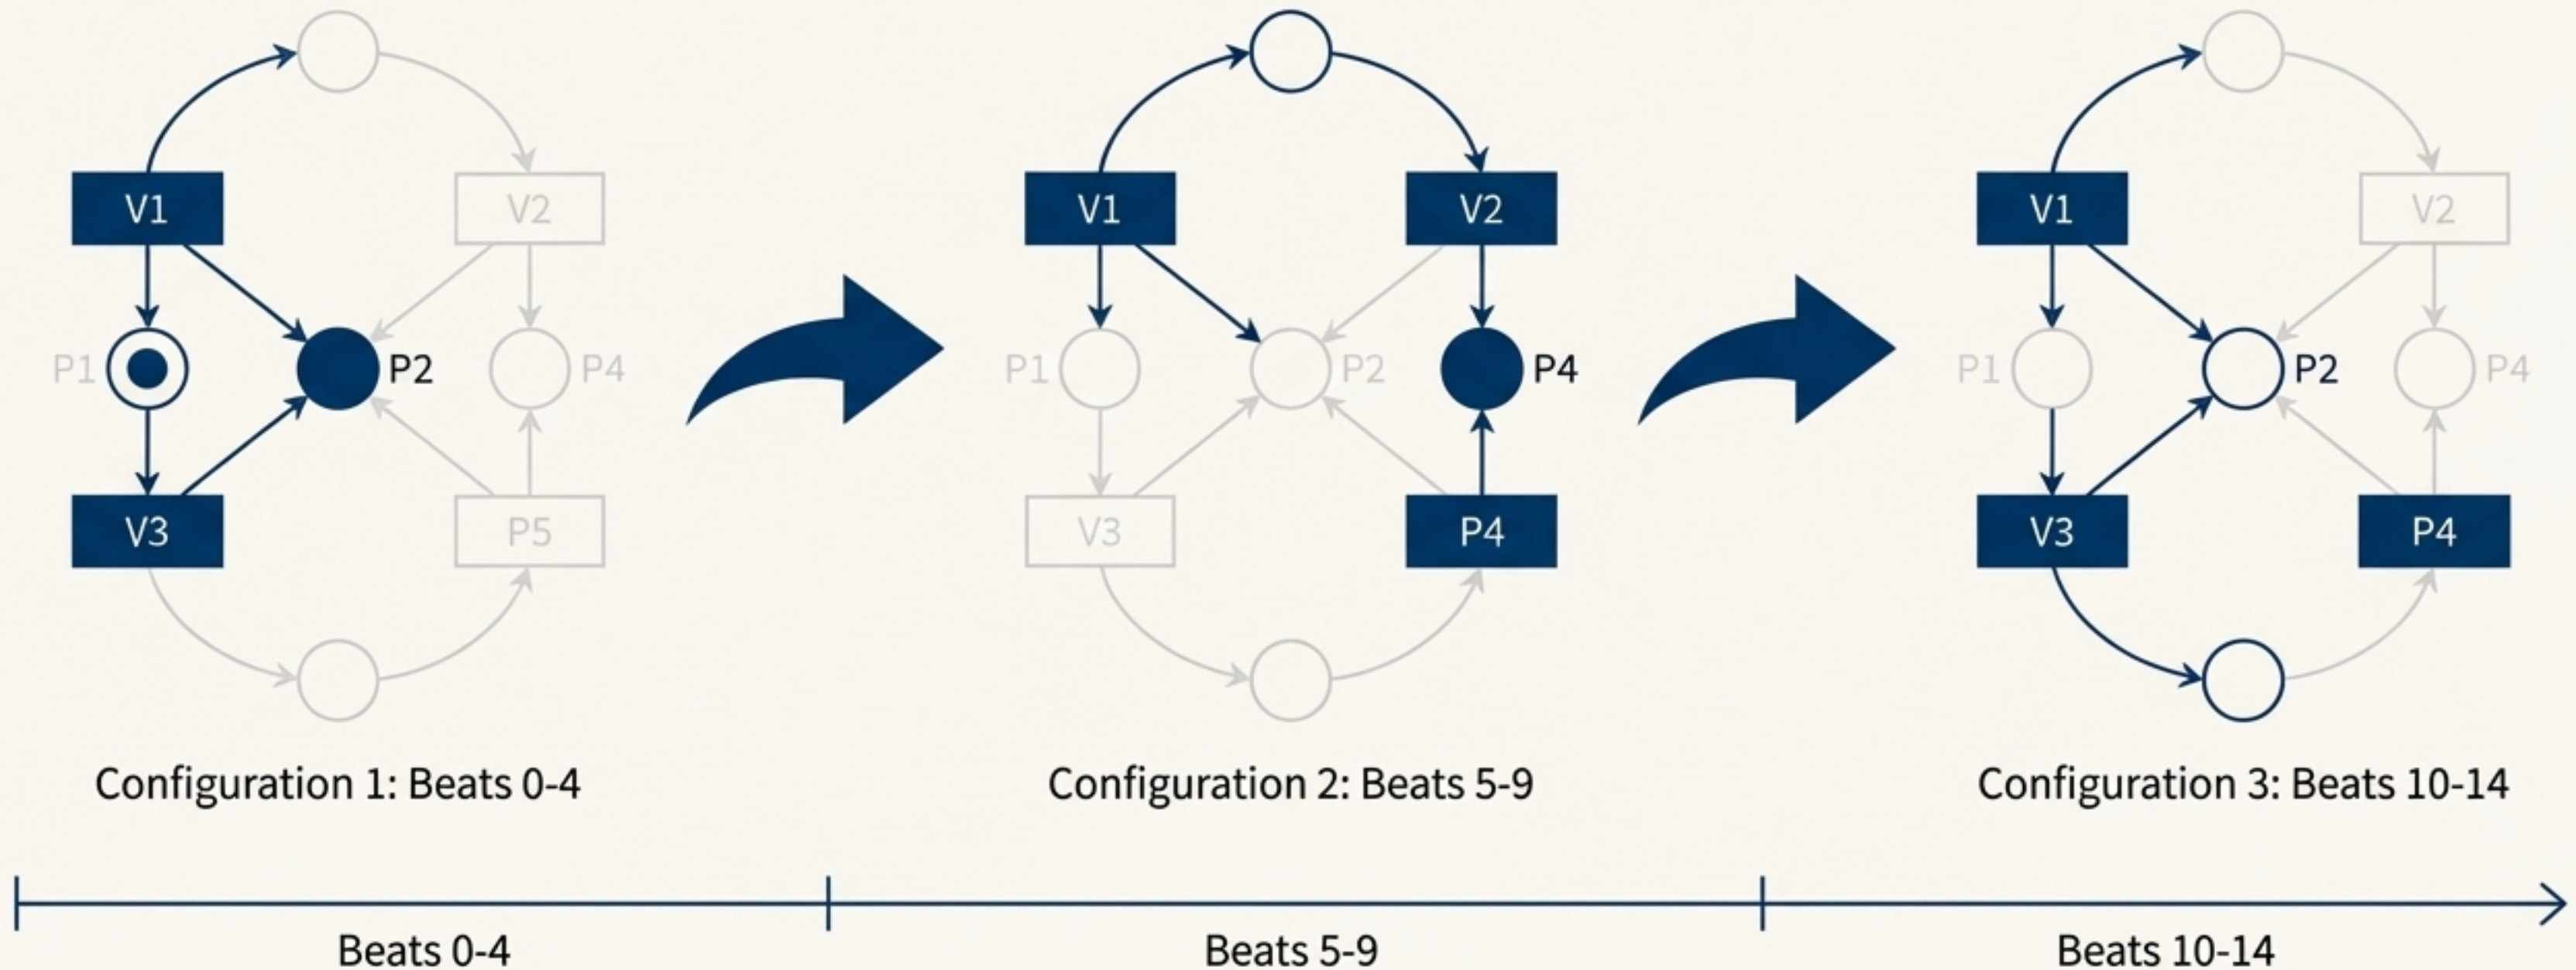 V1
V2
P1
P2
P4
V3
P5
Configuration 1: Beats 0-4
V1
V2
P1
P2
P4
V3
P4
Configuration 2: Beats 5-9
V1
V2
P1
P2
P4
V3
P4
Configuration 3: Beats 10-14
Beats 0-4
Beats 5-9
Beats 10-14